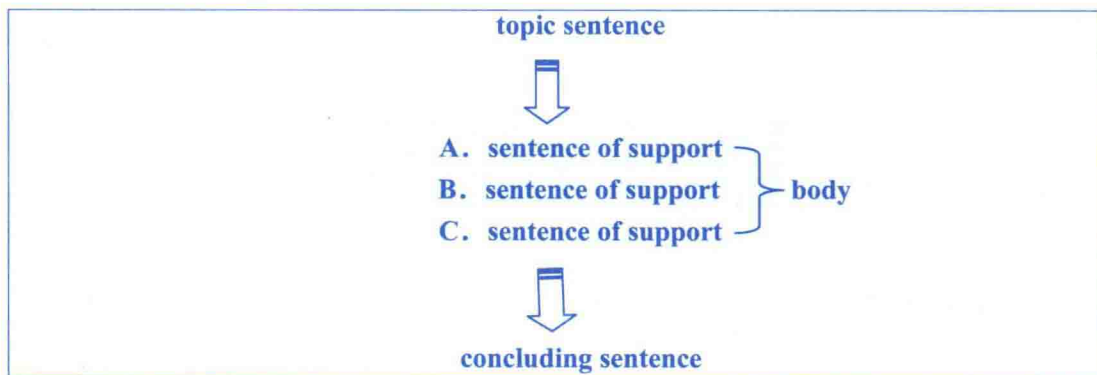 topic sentence
A. sentence of support
B. sentence of support
body
C. sentence of support
concluding sentence